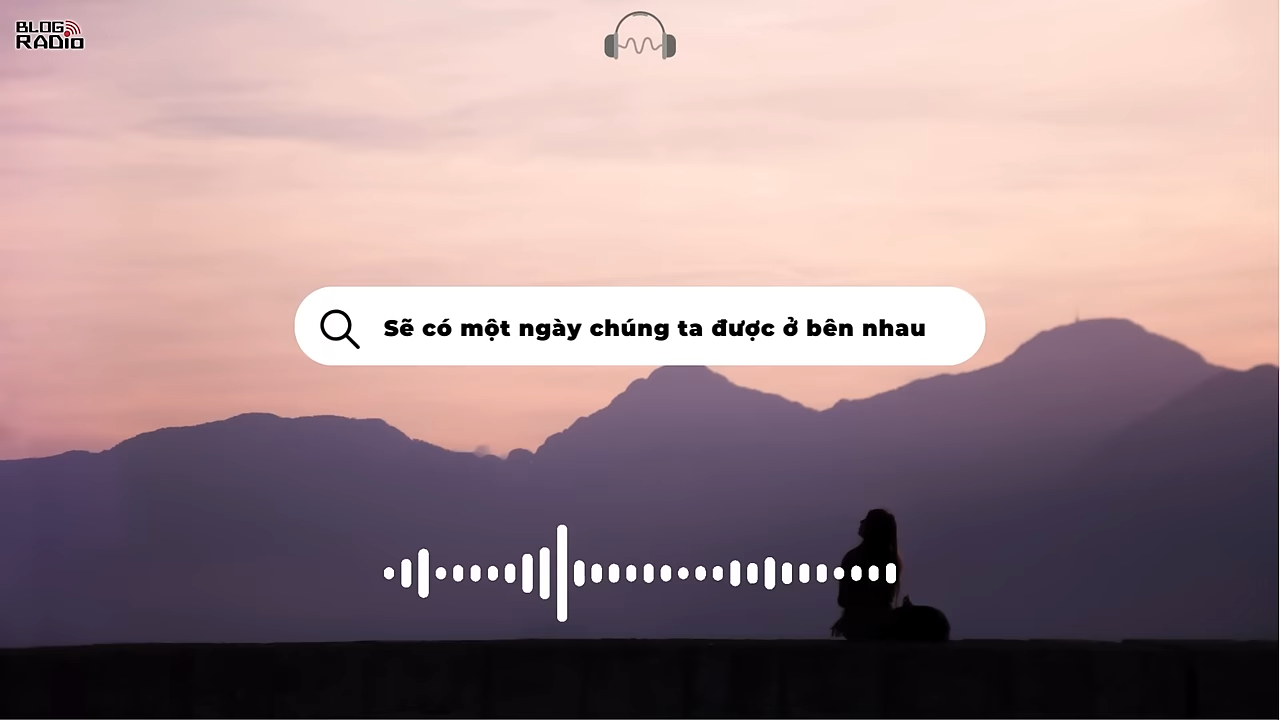 BLOG
RADIO
Sẽ có một ngày chúng ta được ở bên nhau